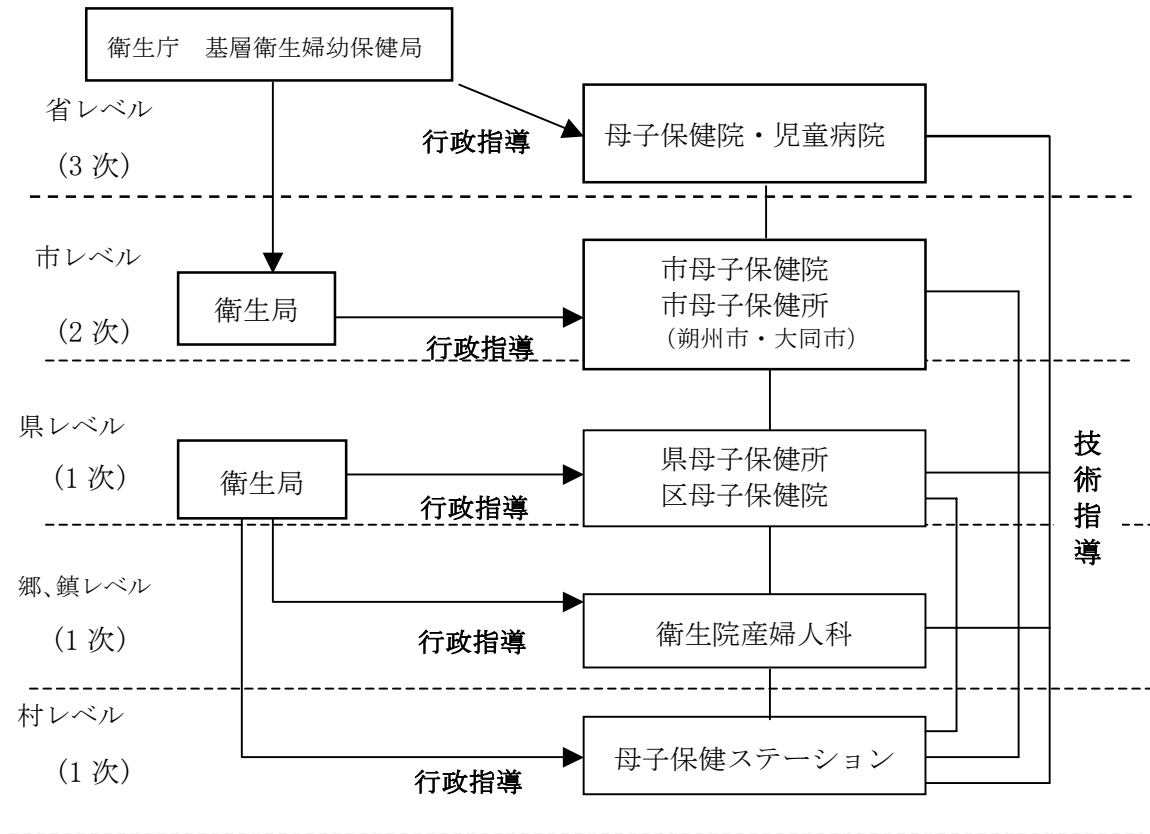 衛生庁　基層衛生婦幼保健局
省レベル
(3 次)
行政指導
母子保健院・児童病院
市レベル
(2 次)
衛生局
行政指導
市母子保健院
市母子保健所
（朔州市・大同市）
県レベル
(1 次)
衛生局
行政指導
県母子保健所
区母子保健院
技術指導
郷、鎮レベル
(1 次)
行政指導
衛生院産婦人科
村レベル
(1 次)
行政指導
母子保健ステーション